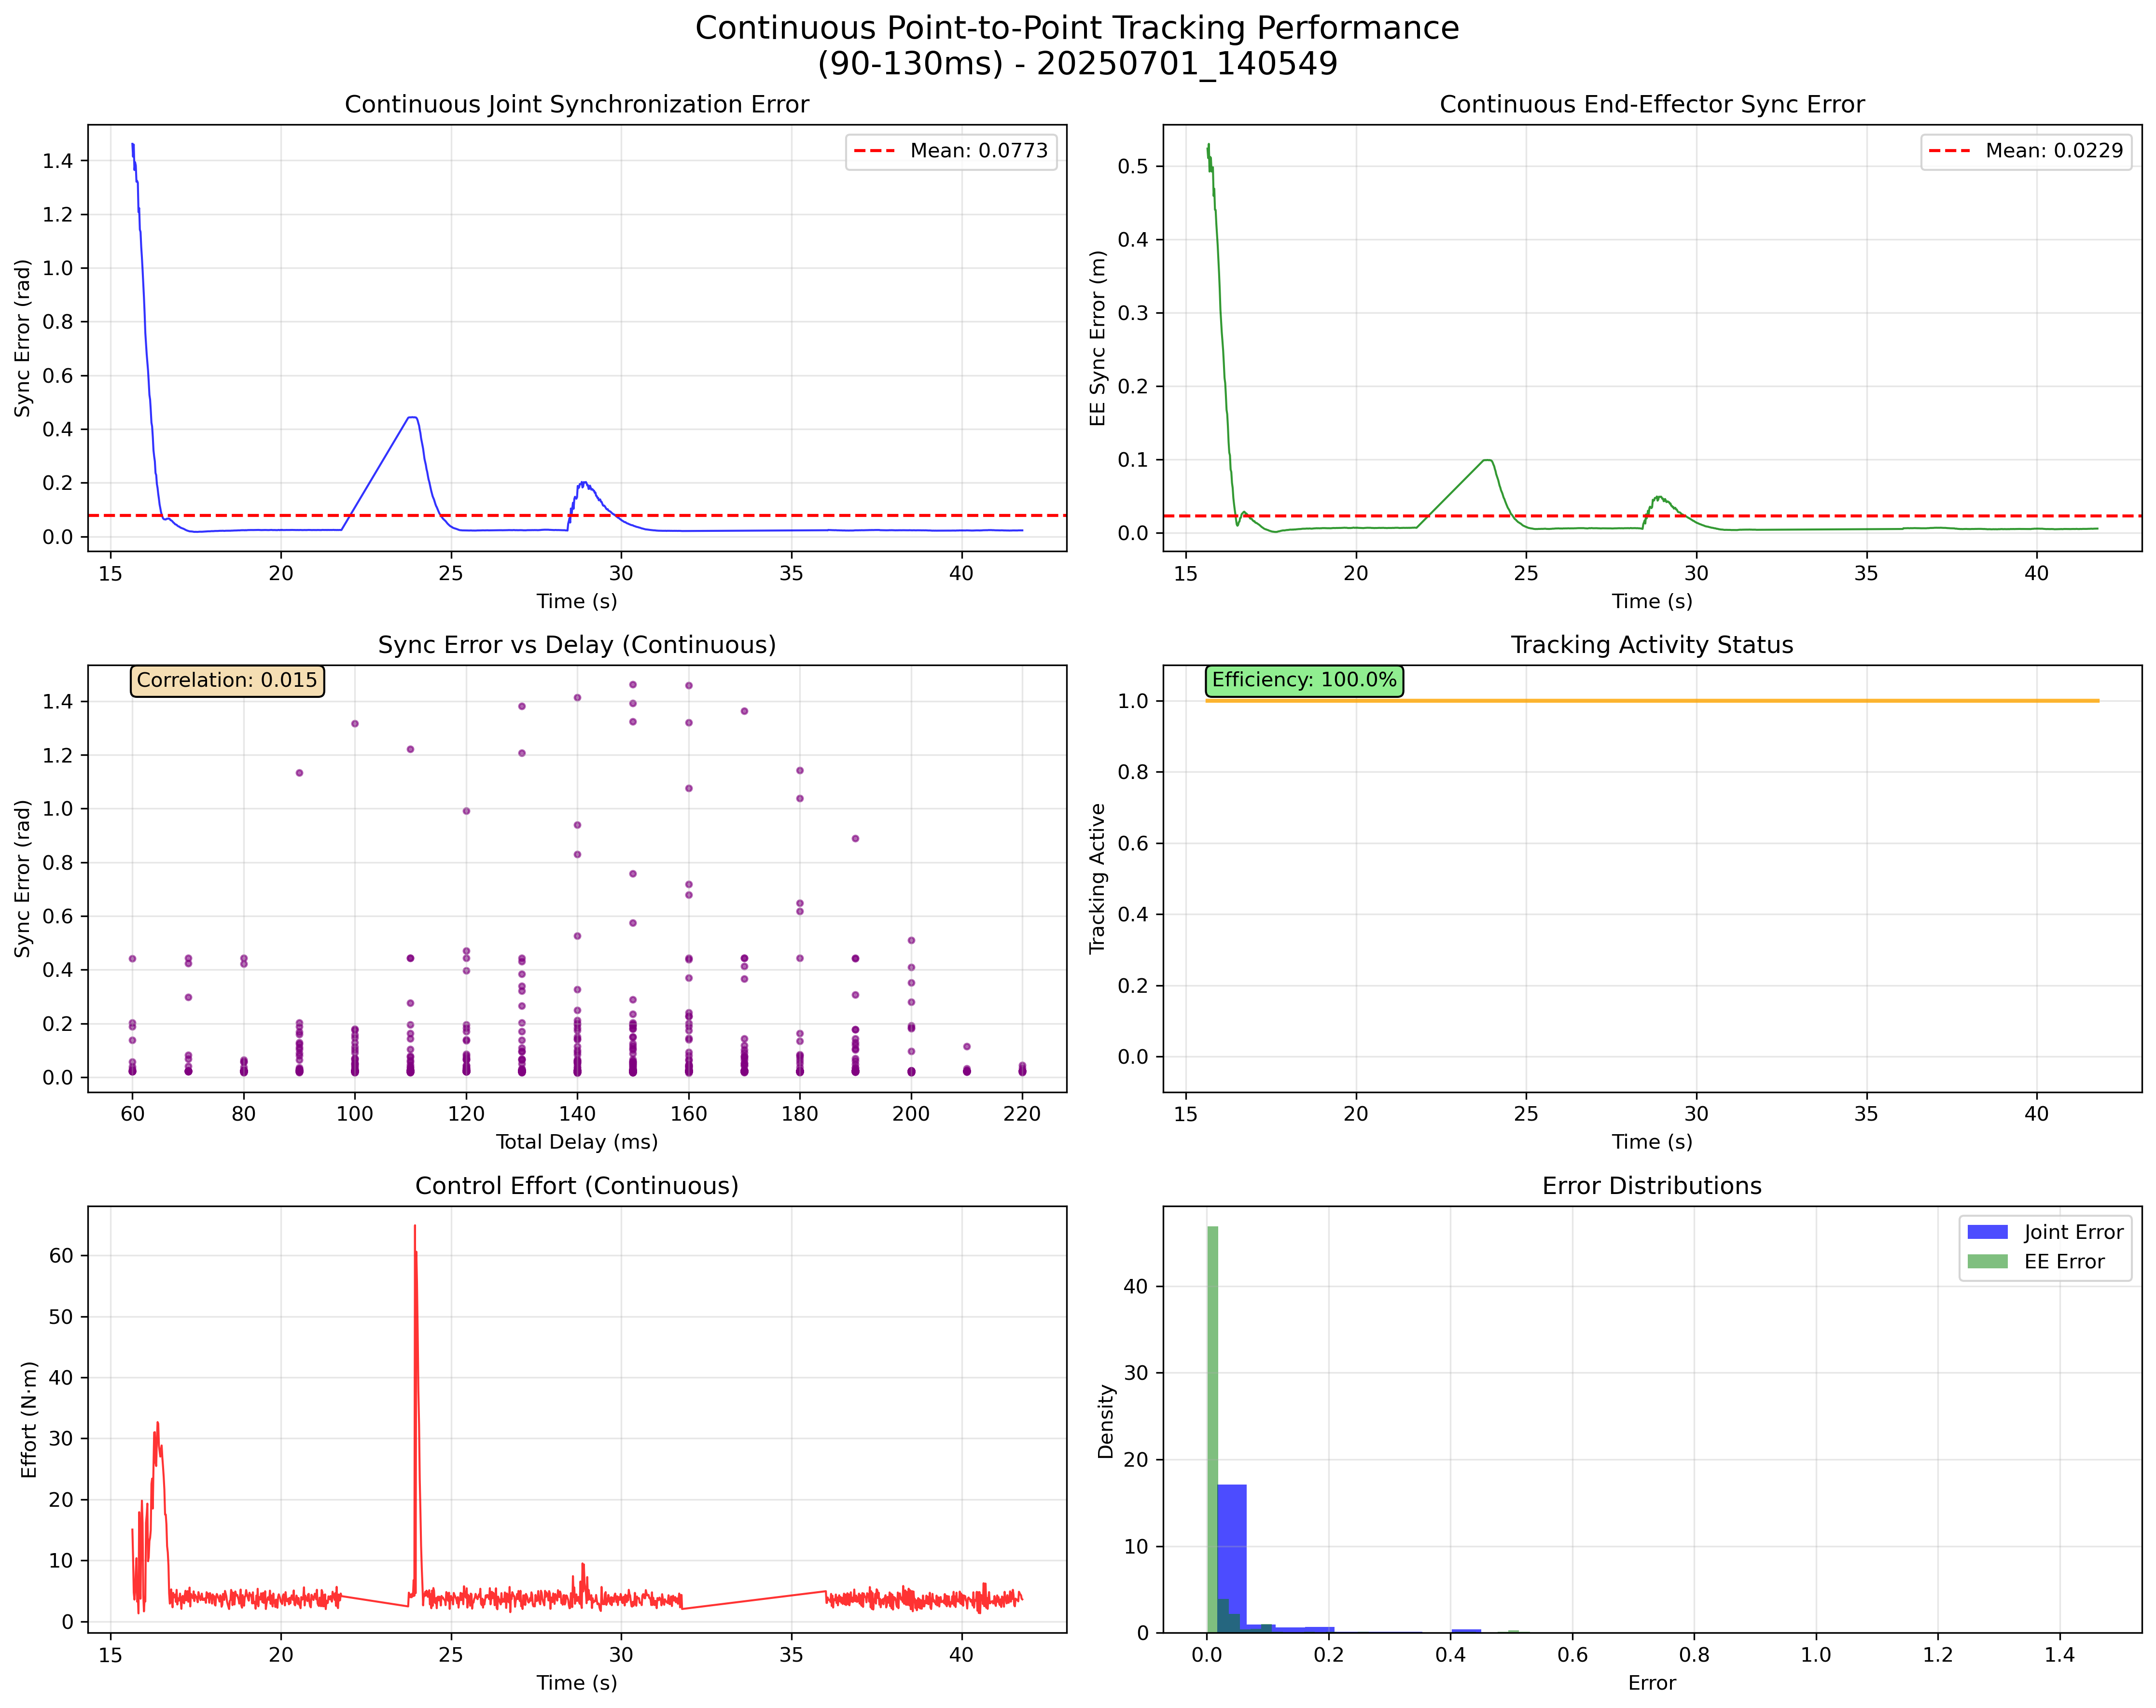 Continuous Point-to-Point Tracking Performance
(90-130ms) - 20250701_140549
Continuous Joint Synchronization Error
Mean: 0.0773
1.4
1.2
1.0
0.8
0.6
0.4
0.2
0.0
Sync Error (rad)
15 20 25 30 35 40
Time (s)
Continuous End-Effector Sync Error
Mean: 0.0229
0.5
0.4
0.3
0.2
0.1
0.0
EE Sync Error (m)
15 20 25 30 35 40
Time (s)
Sync Error vs Delay (Continuous)
Correlation: 0.015
1.4
1.2
1.0
0.8
0.6
0.4
0.2
0.0
Sync Error (rad)
60 80 100 120 140 160 180 200 220
Total Delay (ms)
Tracking Activity Status
Efficiency: 100.0%
1.0
0.8
0.6
0.4
0.2
0.0
Tracking Active
15 20 25 30 35 40
Time (s)
Control Effort (Continuous)
60
50
40
30
20
10
0
Effort (N·m)
15 20 25 30 35 40
Time (s)
Error Distributions
Joint Error
EE Error
40
30
20
10
0
Density
0.0 0.2 0.4 0.6 0.8 1.0 1.2 1.4
Error